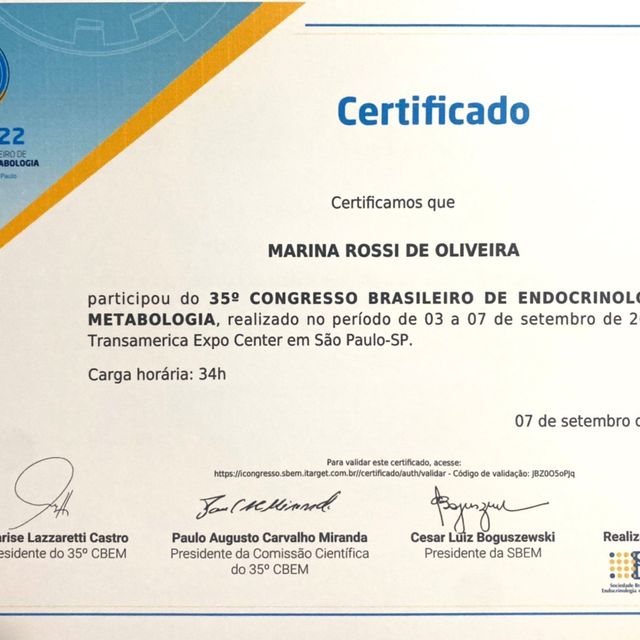 22
EIRO DE
ABOLOGIA
Paulo
Certificado
Certificamos que
MARINA ROSSI DE OLIVEIRA
participou do 35º CONGRESSO BRASILEIRO DE ENDOCRINOL
METABOLOGIA, realizado no período de 03 a 07 de setembro de 2
Transamerica Expo Center em São Paulo-SP.
Carga horária: 34h
07 de setembro
Para validar este certificado, acesse:
https://icongresso.sbem.itarget.com.br//certificado/auth/validar - Código de validação: JBZ0O5oPJq
rise Lazzaretti Castro
esidente do 35º CBEM
Paulo Augusto Carvalho Miranda
Presidente da Comissão Científica
do 35º CBEM
Cesar Luiz Boguszewski
Presidente da SBEM
Realiz
Sociedade Br
Endocrinologia